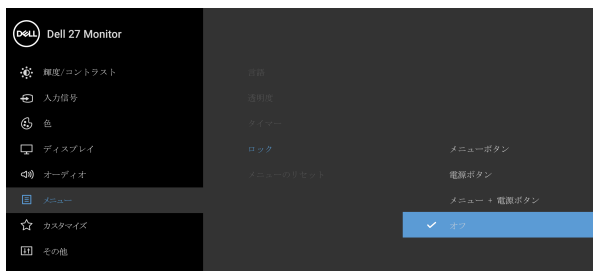 DELL Dell 27 Monitor
輝度/コントラスト
入力信号
色
ディスプレイ
オーディオ
メニュー
カスタマイズ
その他
言語
透明度
タイマー
ロック
メニューのリセット
メニューボタン
電源ボタン
メニュー + 電源ボタン
オフ